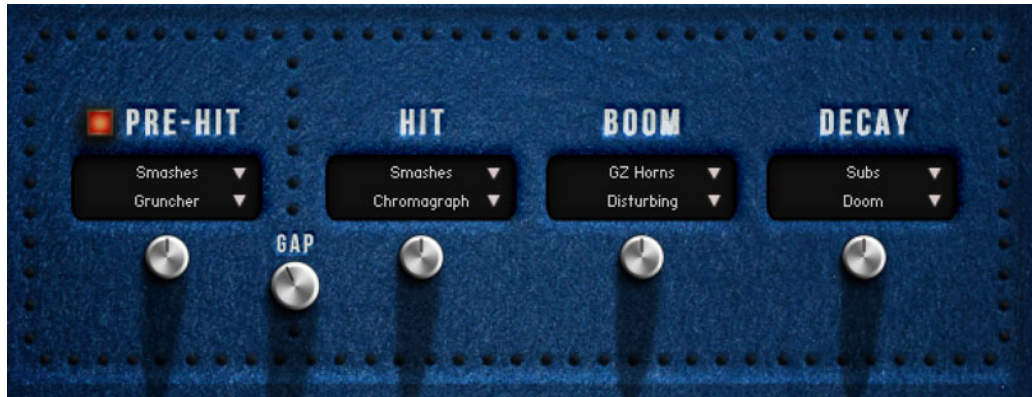 PRE-HIT
Smashes
Gruncher
GAP
HIT
Smashes
Chromagraph
BOOM
GZ Horns
Disturbing
DECAY
Subs
Doom